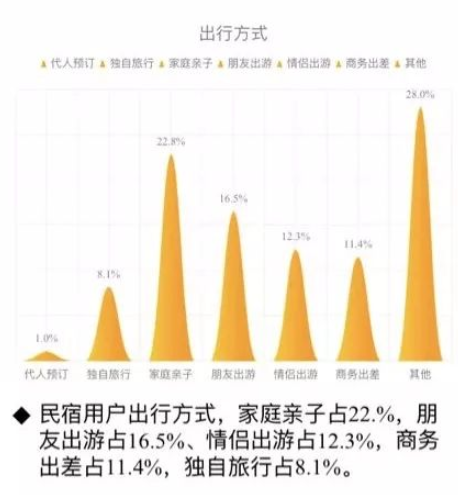 出行方式
代人预订 独自旅行 家庭亲子 朋友出游 情侣出游 商务出差 其他
28.0%
22.8%
16.5%
12.3%
11.4%
8.1%
1.0%
代人预订 独自旅行 家庭亲子 朋友出游 情侣出游 商务出差 其他
◆ 民宿用户出行方式，家庭亲子占22.%，朋
友出游占16.5%、情侣出游占12.3%，商务
出差占11.4%，独自旅行占8.1%。